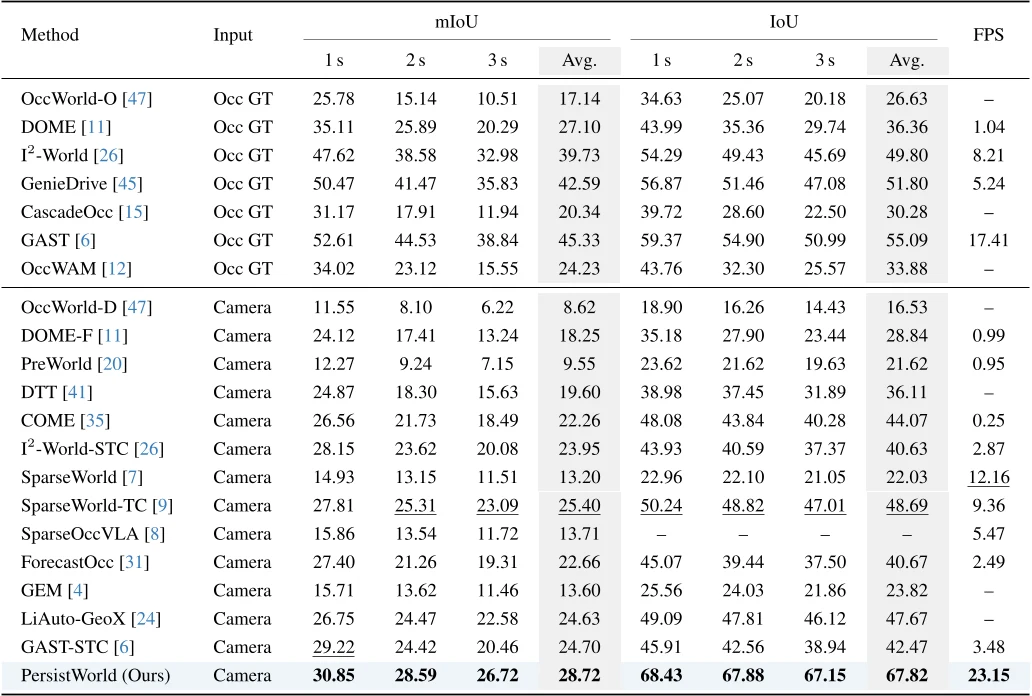 Method Input mIoU IoU FPS
1 s 2 s 3 s Avg. 1 s 2 s 3 s Avg.
OccWorld-O [47] Occ GT 25.78 15.14 10.51 17.14 34.63 25.07 20.18 26.63 –
DOME [11] Occ GT 35.11 25.89 20.29 27.10 43.99 35.36 29.74 36.36 1.04
I²-World [26] Occ GT 47.62 38.58 32.98 39.73 54.29 49.43 45.69 49.80 8.21
GenieDrive [45] Occ GT 50.47 41.47 35.83 42.59 56.87 51.46 47.08 51.80 5.24
CascadeOcc [15] Occ GT 31.17 17.91 11.94 20.34 39.72 28.60 22.50 30.28 –
GAST [6] Occ GT 52.61 44.53 38.84 45.33 59.37 54.90 50.99 55.09 17.41
OccWAM [12] Occ GT 34.02 23.12 15.55 24.23 43.76 32.30 25.57 33.88 –
OccWorld-D [47] Camera 11.55 8.10 6.22 8.62 18.90 16.26 14.43 16.53 –
DOME-F [11] Camera 24.12 17.41 13.24 18.25 35.18 27.90 23.44 28.84 0.99
PreWorld [20] Camera 12.27 9.24 7.15 9.55 23.62 21.62 19.63 21.62 0.95
DTT [41] Camera 24.87 18.30 15.63 19.60 38.98 37.45 31.89 36.11 –
COME [35] Camera 26.56 21.73 18.49 22.26 48.08 43.84 40.28 44.07 0.25
I²-World-STC [26] Camera 28.15 23.62 20.08 23.95 43.93 40.59 37.37 40.63 2.87
SparseWorld [7] Camera 14.93 13.15 11.51 13.20 22.96 22.10 21.05 22.03 12.16
SparseWorld-TC [9] Camera 27.81 25.31 23.09 25.40 50.24 48.82 47.01 48.69 9.36
SparseOccVLA [8] Camera 15.86 13.54 11.72 13.71 – – – – 5.47
ForecastOcc [31] Camera 27.40 21.26 19.31 22.66 45.07 39.44 37.50 40.67 2.49
GEM [4] Camera 15.71 13.62 11.46 13.60 25.56 24.03 21.86 23.82 –
LiAuto-GeoX [24] Camera 26.75 24.47 22.58 24.63 49.09 47.81 46.12 47.67 –
GAST-STC [6] Camera 29.22 24.42 20.46 24.70 45.91 42.56 38.94 42.47 3.48
PersistWorld (Ours) Camera 30.85 28.59 26.72 28.72 68.43 67.88 67.15 67.82 23.15